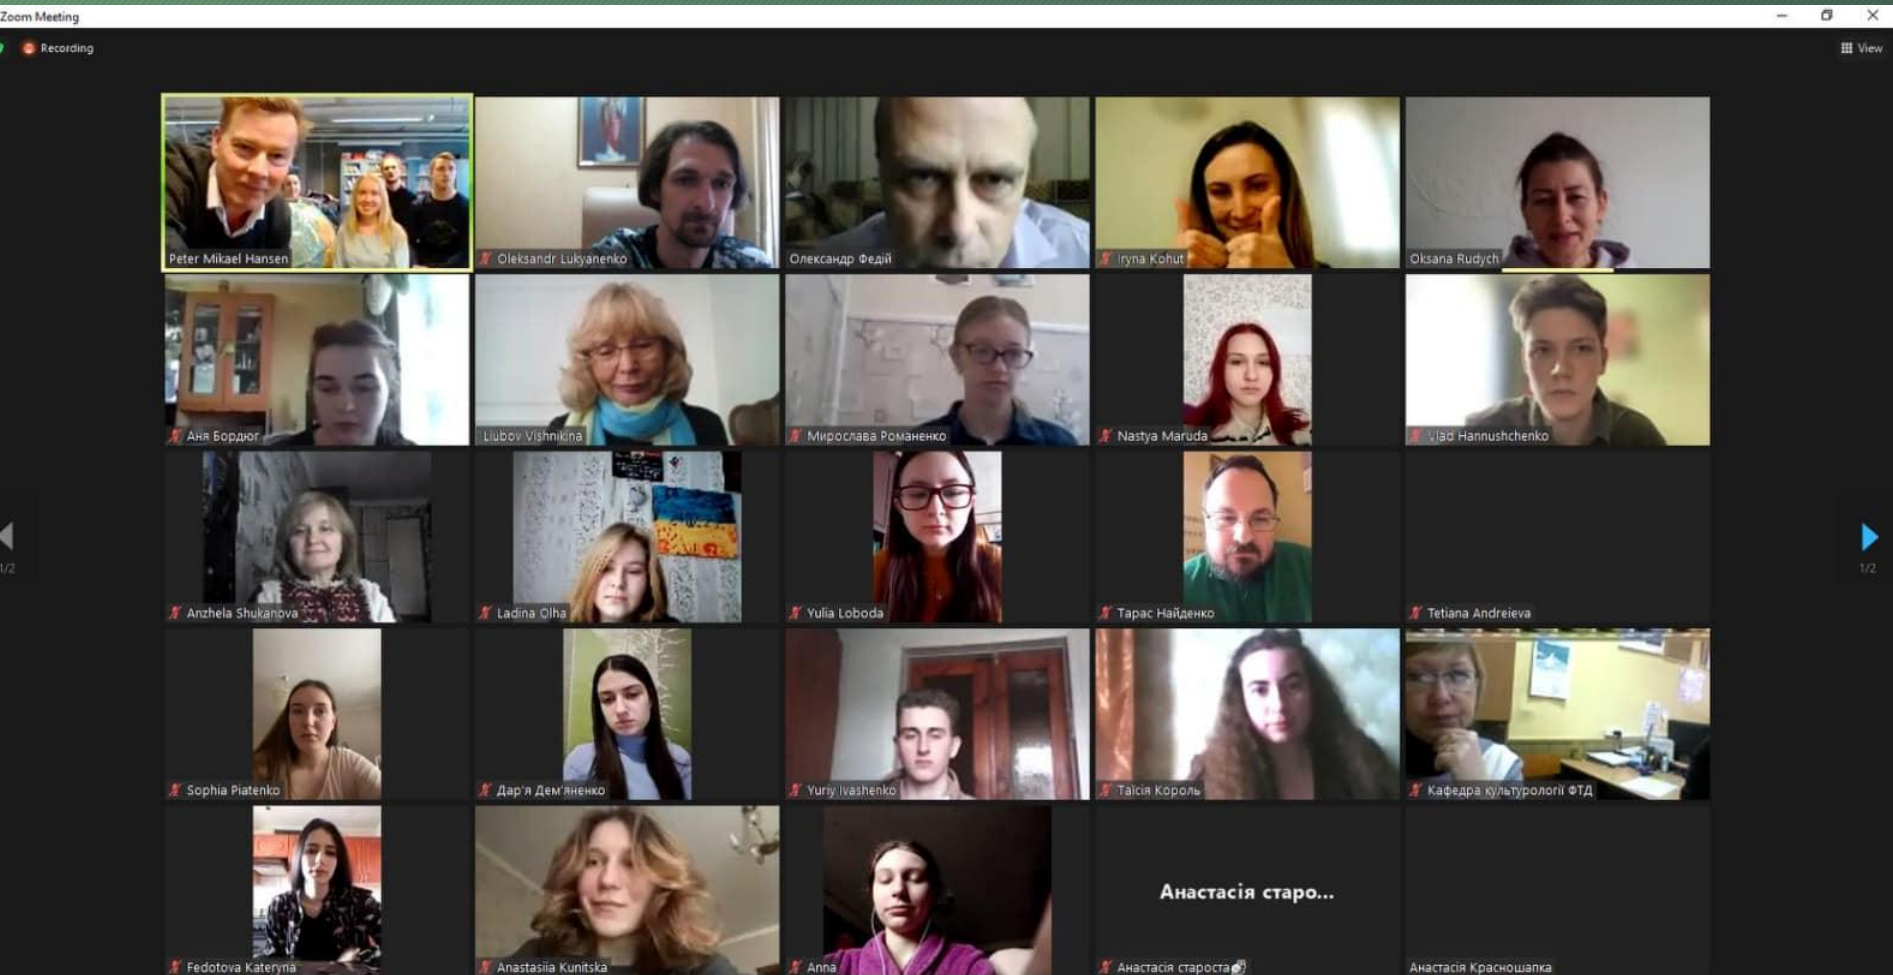 Zoom Meeting
Recording
View
Peter Mikael Hansen
Oleksandr Lukyanenko
Олександр Федій
Iryna Kohut
Oksana Rudych
Аня Бордюг
Liubov Vishnikina
Мирослава Романенко
Nastya Maruda
Vlad Hannushchenko
Anzhela Shukanova
Ladina Olha
Yulia Loboda
Тарас Найденко
Tetiana Andreieva
1/2
1/2
Sophia Piatenko
Дар'я Дем'яненко
Yuriy Ivashenko
Таїсія Король
Кафедра культурології ФТД
Анастасія старо...
Fedotova Kateryna
Anastasiia Kunitska
Anna
Анастасія староста
Анастасія Красношапка